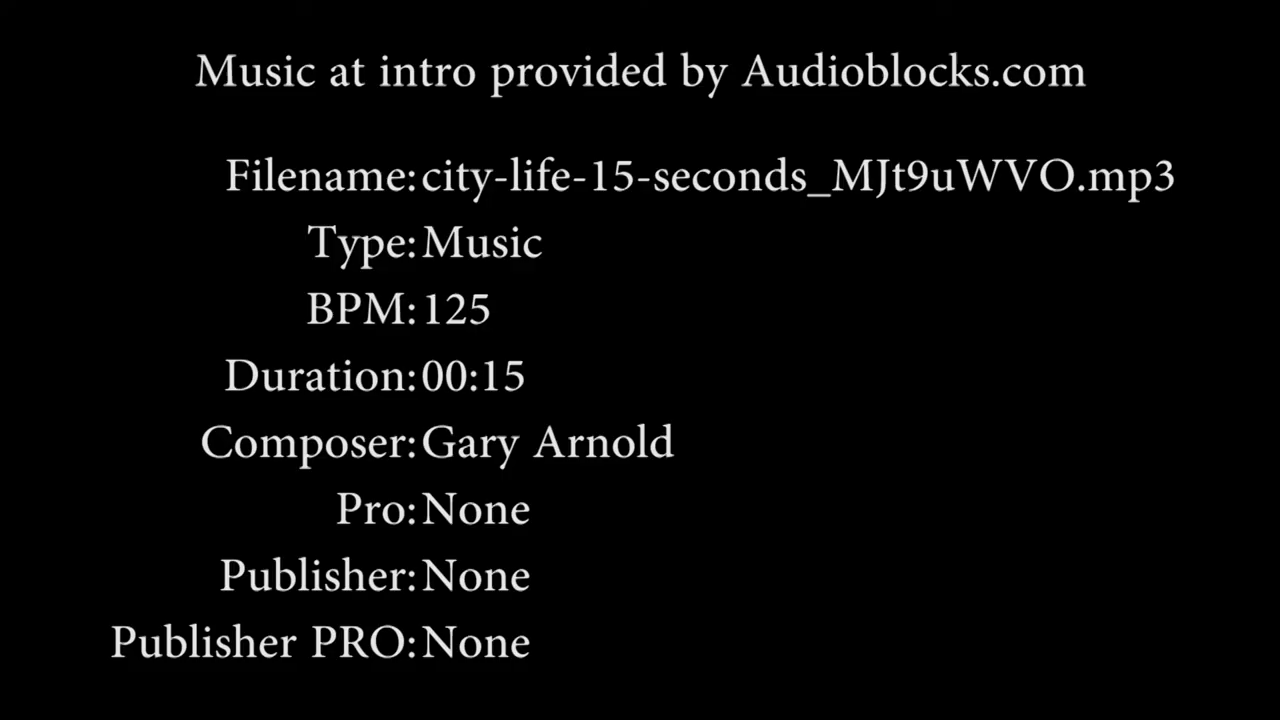 Music at intro provided by Audioblocks.com
Filename: city-life-15-seconds_MJt9uWVO.mp3
Type: Music
BPM: 125
Duration: 00:15
Composer: Gary Arnold
Pro: None
Publisher: None
Publisher PRO: None